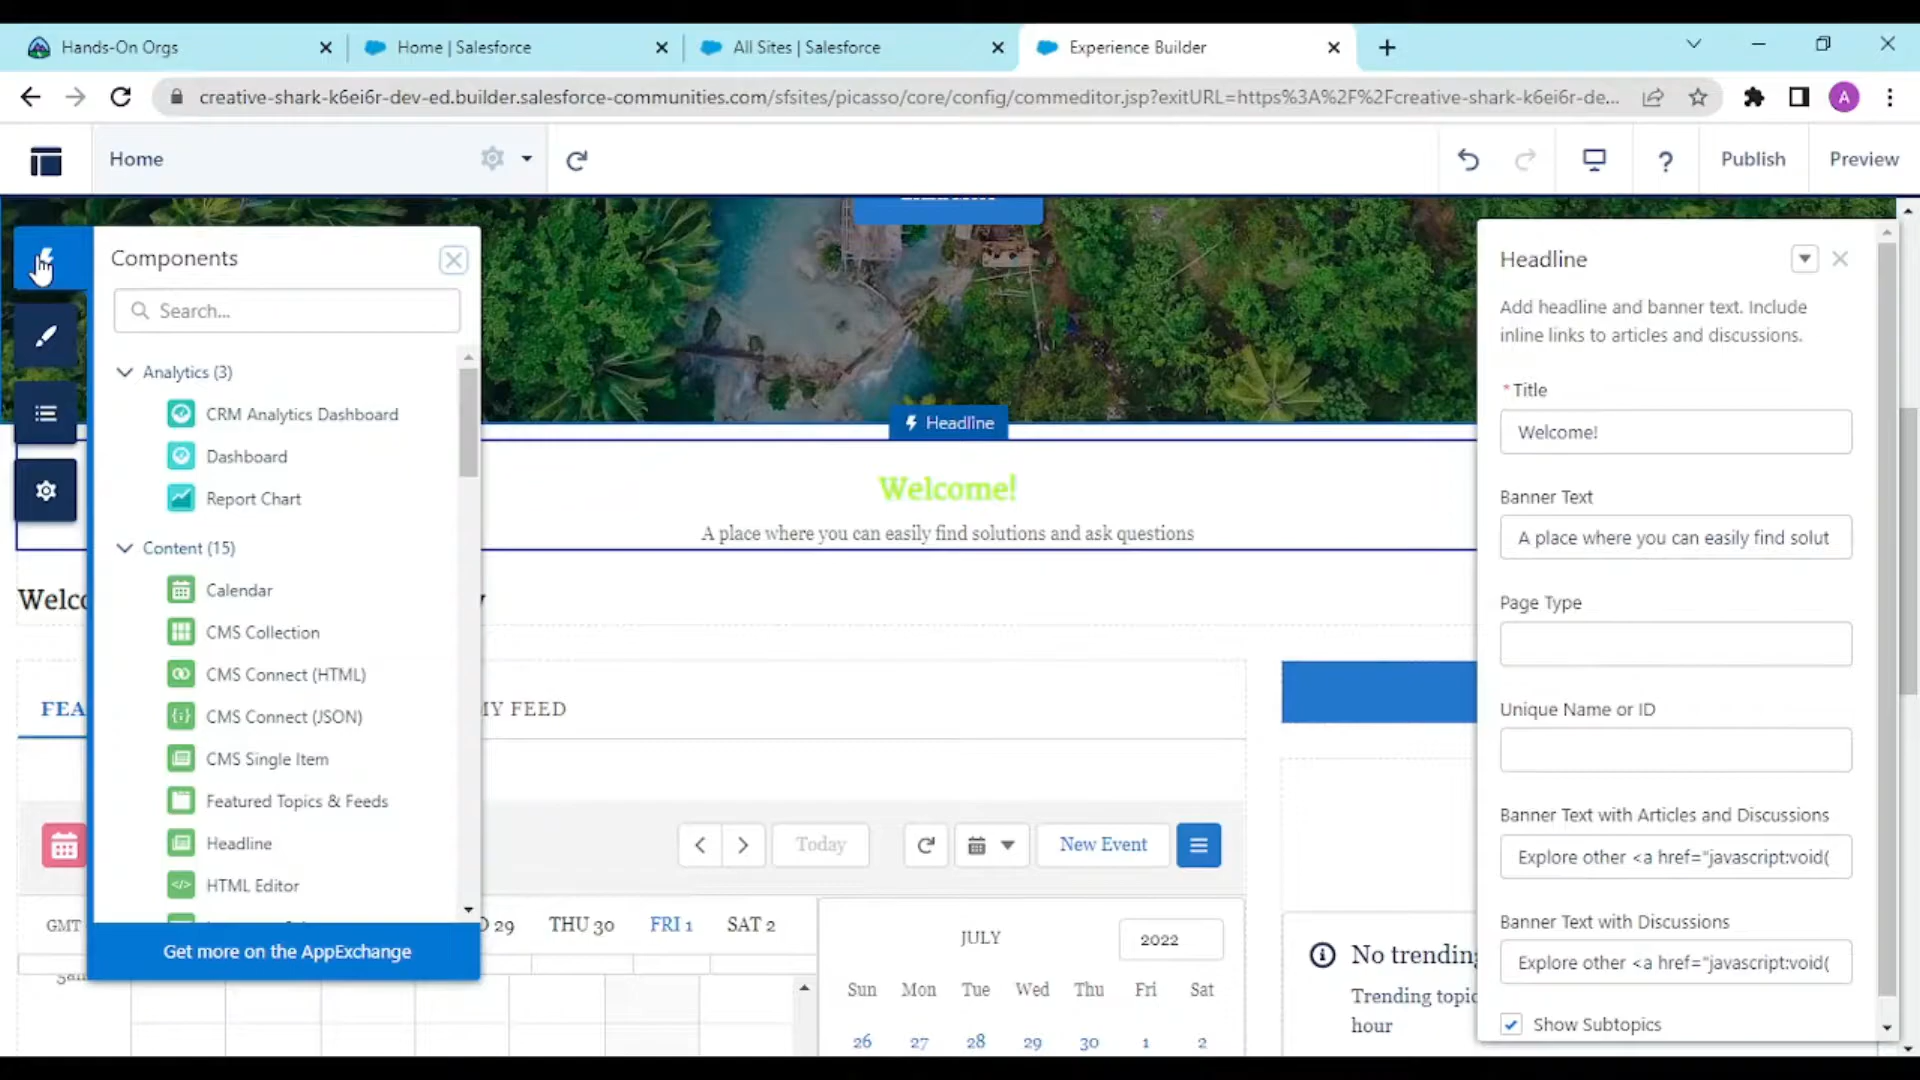 Hands-On Orgs
Home | Salesforce
All Sites | Salesforce
Experience Builder
creative-shark-k6ei6r-dev-ed.builder.salesforce-communities.com/sfsites/picasso/core/config/commeditor.jsp?exitURL=https%3A%2F%2Fcreative-shark-k6ei6r-de...
A
Home
?
Publish
Preview
Components
Search...
Analytics (3)
CRM Analytics Dashboard
Dashboard
Report Chart
Content (15)
Calendar
CMS Collection
CMS Connect (HTML)
CMS Connect (JSON)
CMS Single Item
Featured Topics & Feeds
Headline
HTML Editor
Get more on the AppExchange
Headline
Welcome!
A place where you can easily find solutions and ask questions
Welco
FEA
MY FEED
Today
New Event
GMT
29
THU 30
FRI 1
SAT 2
5am
JULY
2022
Sun Mon Tue Wed Thu Fri Sat
26 27 28 29 30 1 2
No trending
Trending topic
hour
Headline
Add headline and banner text. Include
inline links to articles and discussions.
*Title
Welcome!
Banner Text
A place where you can easily find solut
Page Type
Unique Name or ID
Banner Text with Articles and Discussions
Explore other <a href="javascript:void(
Banner Text with Discussions
Explore other <a href="javascript:void(
Show Subtopics